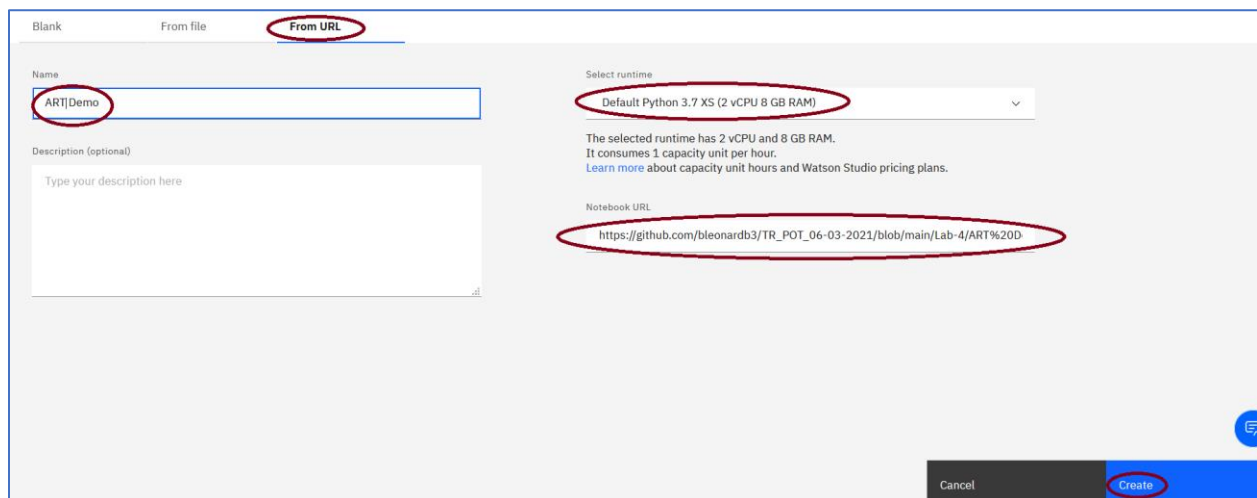 Blank From file From URL
Name
ART Demo
Description (optional)
Type your description here
Select runtime
Default Python 3.7 XS (2 vCPU 8 GB RAM)
The selected runtime has 2 vCPU and 8 GB RAM.
It consumes 1 capacity unit per hour.
Learn more about capacity unit hours and Watson Studio pricing plans.
Notebook URL
https://github.com/bleonardb3/TR_POT_06-03-2021/blob/main/Lab-4/ART%20D
Cancel Create